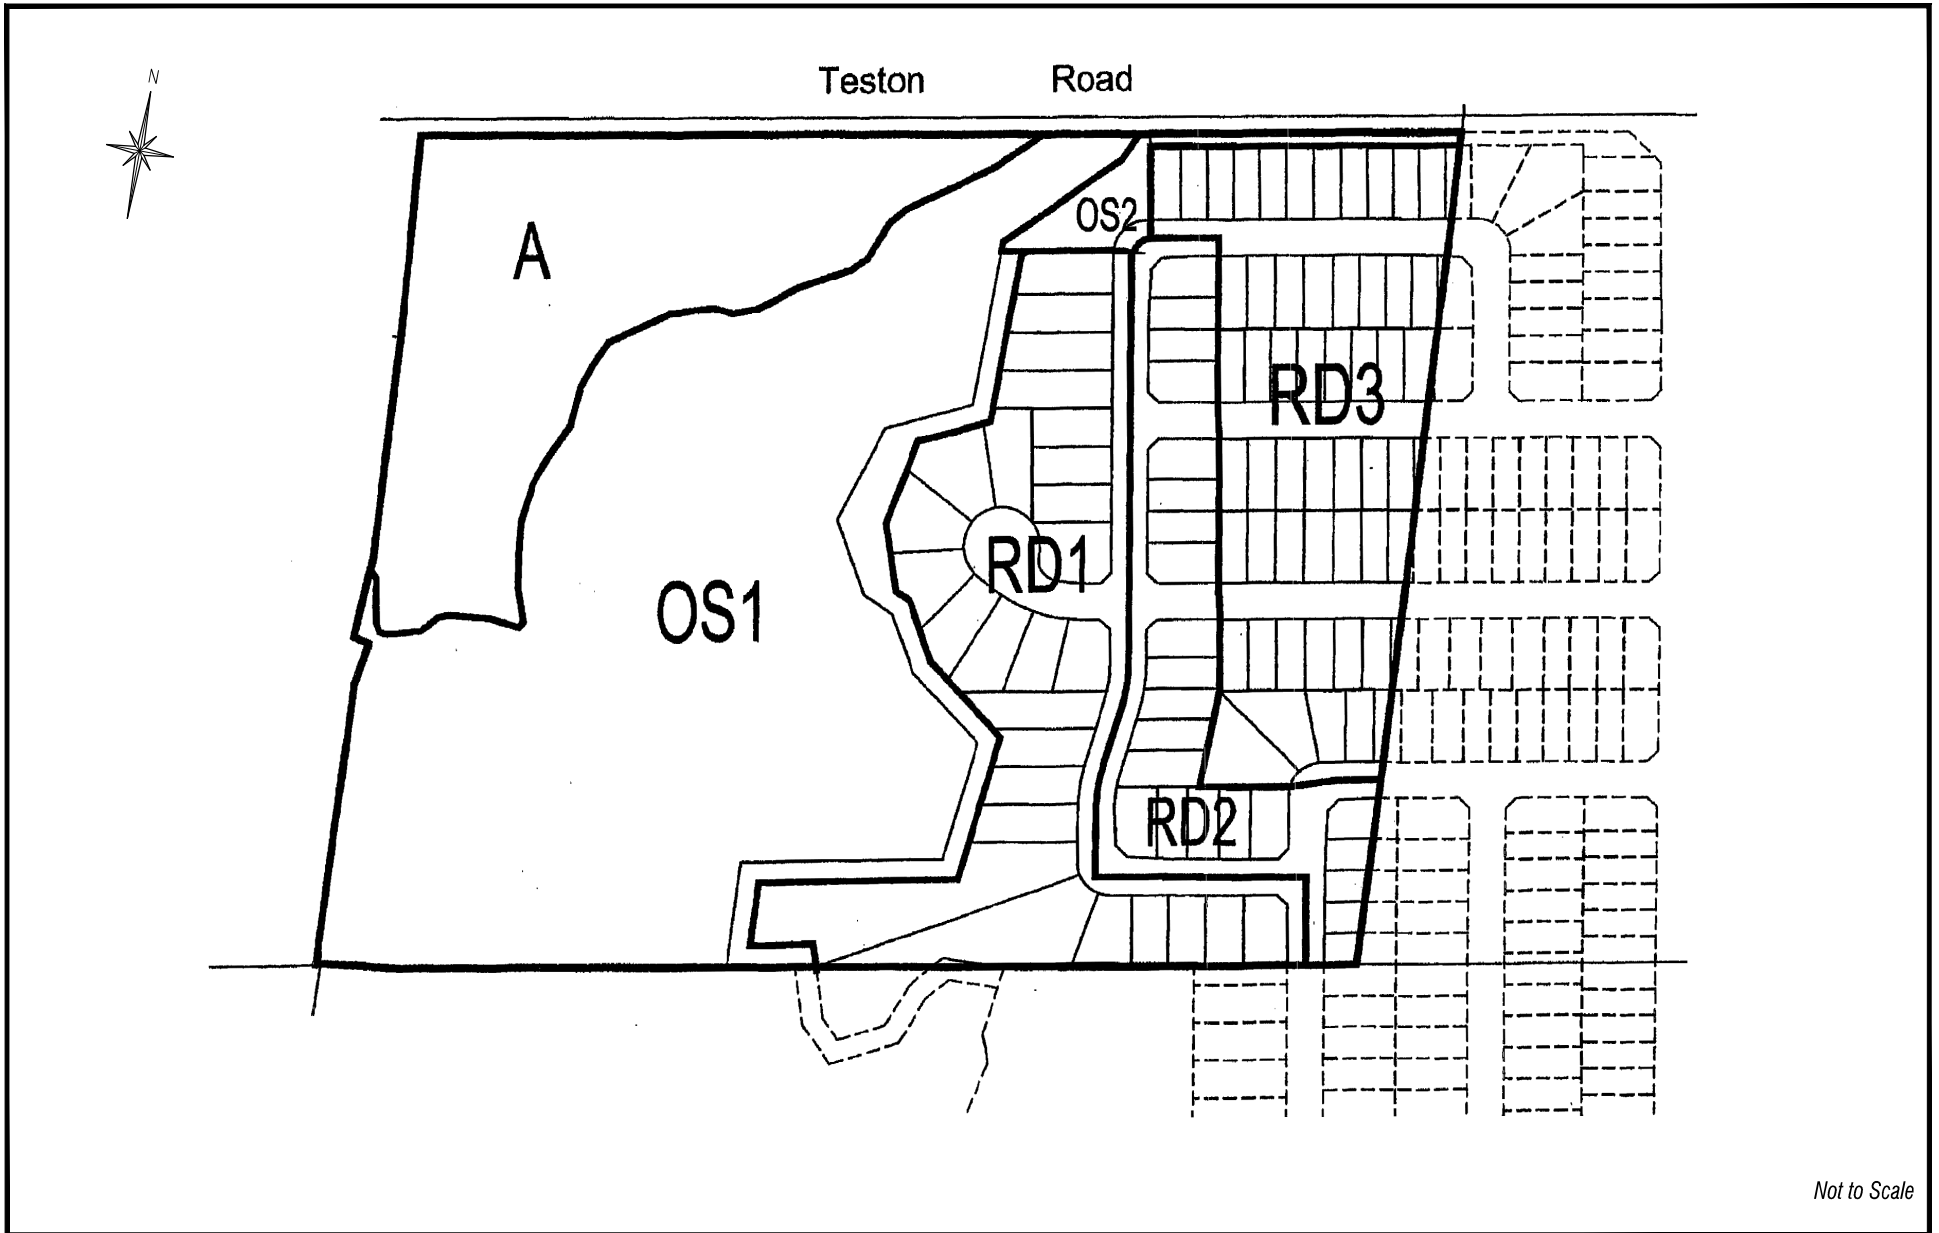 N
Teston Road
A
OS2
RD3
RD1
OS1
RD2
Not to Scale